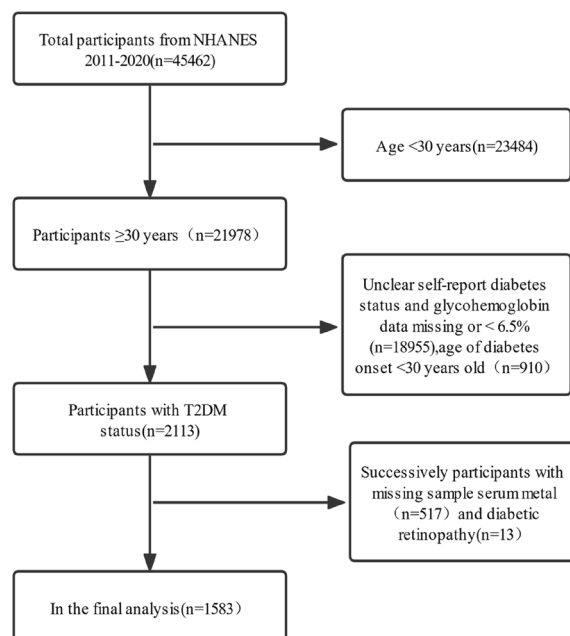 Total participants from NHANES
2011-2020(n=45462)
Age <30 years(n=23484)
Participants ≥30 years（n=21978）
Unclear self-report diabetes
status and glycohemoglobin
data missing or < 6.5%
(n=18955),age of diabetes
onset <30 years old（n=910）
Participants with T2DM
status(n=2113)
Successively participants with
missing sample serum metal
（n=517）and diabetic
retinopathy(n=13)
In the final analysis(n=1583）